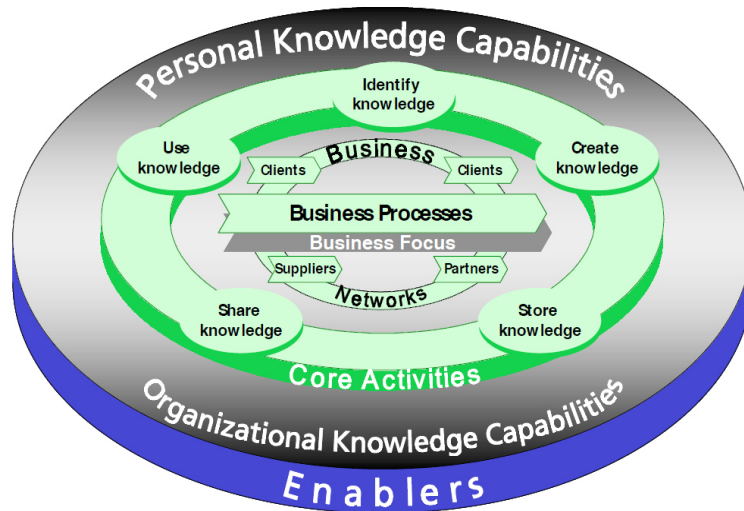 Personal Knowledge Capabilities
Identify
knowledge
Use
knowledge
Create
knowledge
Business
Clients
Clients
Business Processes
Business Focus
Suppliers
Partners
Networks
Share
knowledge
Store
knowledge
Core Activities
Organizational Knowledge Capabilities
Enablers